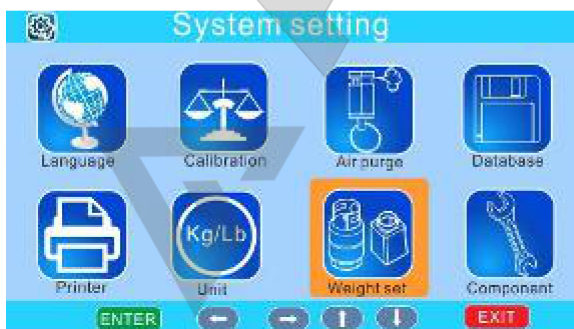 System setting
Language Calibration Air purge Database
Kg/Lb
Printer Unit Weight set Component
ENTER EXIT